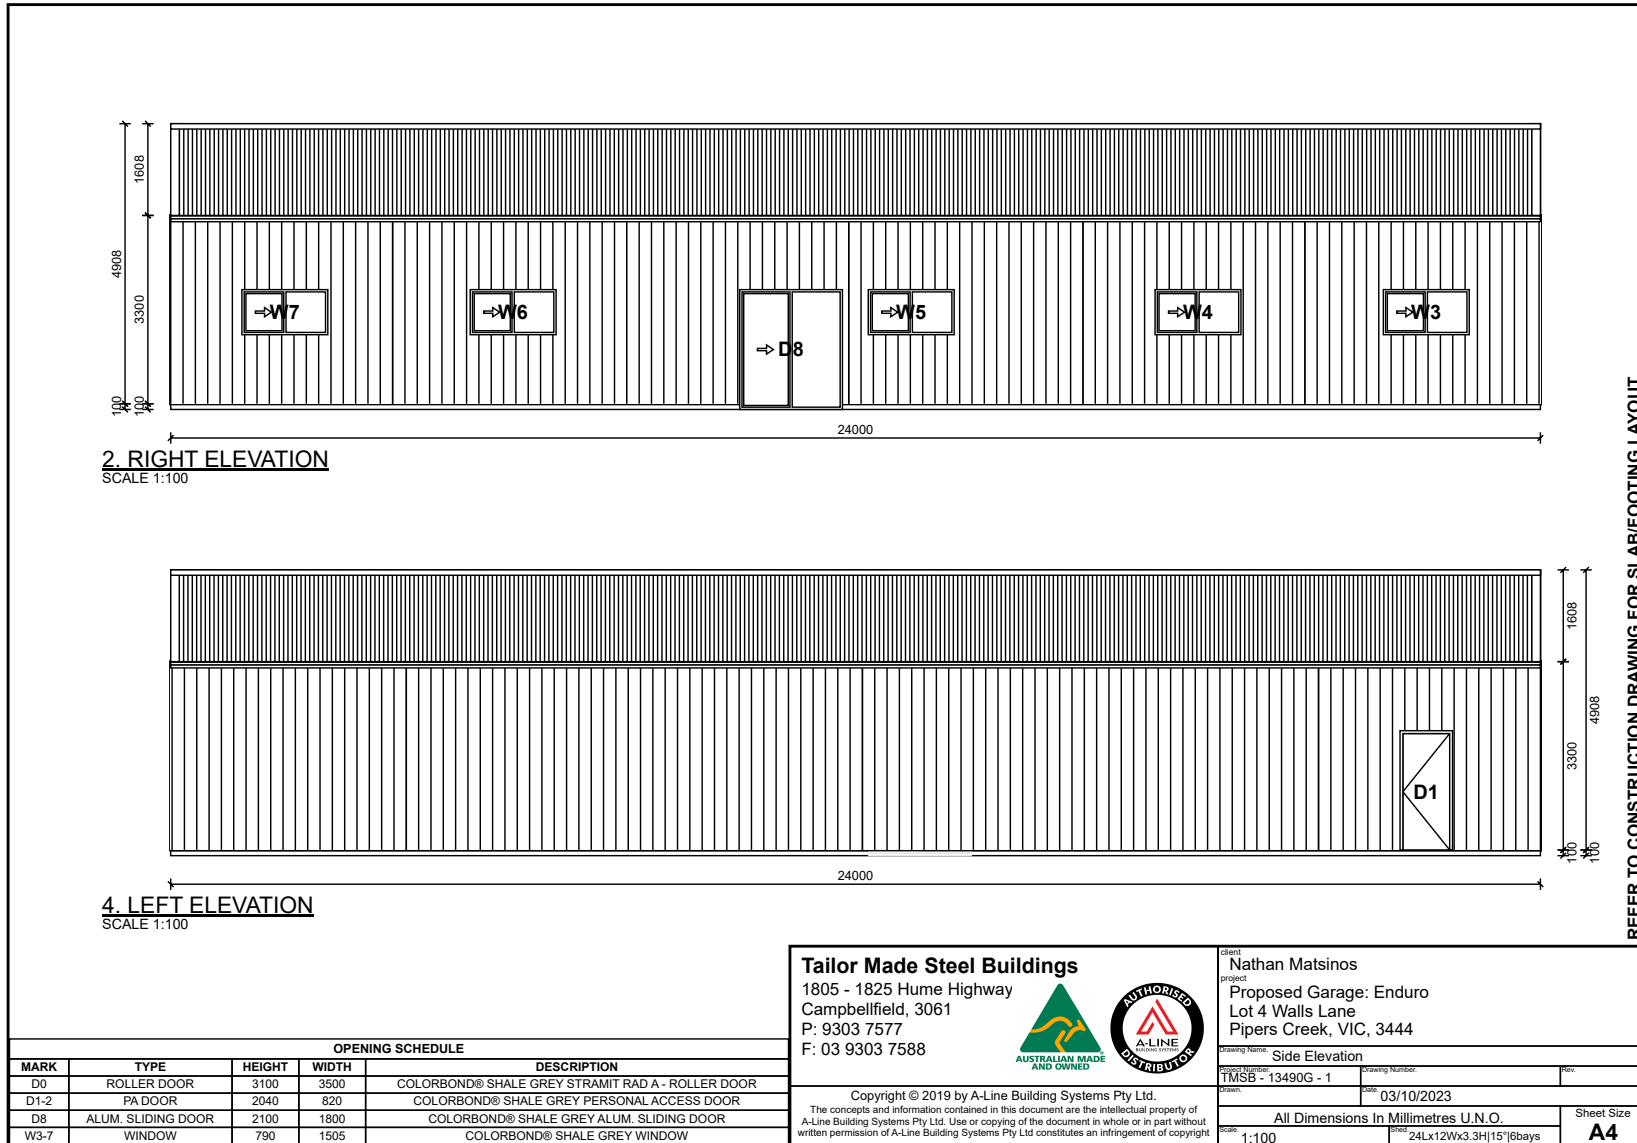 1608
4908
3300
100
100
W7
W6
D8
W5
W4
W3
24000
2. RIGHT ELEVATION
SCALE 1:100
1608
4908
3300
100
100
D1
24000
4. LEFT ELEVATION
SCALE 1:100
REFER TO CONSTRUCTION DRAWING FOR SLAB/FOOTING LAYOUT
OPENING SCHEDULE
MARK TYPE HEIGHT WIDTH DESCRIPTION
D0 ROLLER DOOR 3100 3500 COLORBOND® SHALE GREY STRAMIT RAD A - ROLLER DOOR
D1-2 PA DOOR 2040 820 COLORBOND® SHALE GREY PERSONAL ACCESS DOOR
D8 ALUM. SLIDING DOOR 2100 1800 COLORBOND® SHALE GREY ALUM. SLIDING DOOR
W3-7 WINDOW 790 1505 COLORBOND® SHALE GREY WINDOW
Tailor Made Steel Buildings
1805 - 1825 Hume Highway
Campbellfield, 3061
P: 9303 7577
F: 03 9303 7588
AUSTRALIAN MADE
AND OWNED
AUTHORISED
A-LINE
BUILDING SYSTEMS
DISTRIBUTOR
Copyright © 2019 by A-Line Building Systems Pty Ltd.
The concepts and information contained in this document are the intellectual property of
A-Line Building Systems Pty Ltd. Use or copying of the document in whole or in part without
written permission of A-Line Building Systems Pty Ltd constitutes an infringement of copyright
client
Nathan Matsinos
project
Proposed Garage: Enduro
Lot 4 Walls Lane
Pipers Creek, VIC, 3444
Drawing Name.
Side Elevation
Project Number.
TMSB - 13490G - 1
Drawing Number.
Rev.
Drawn.
Date.
03/10/2023
All Dimensions In Millimetres U.N.O.
Scale.
1:100
Shed.
24Lx12Wx3.3H|15°|6bays
Sheet Size
A4